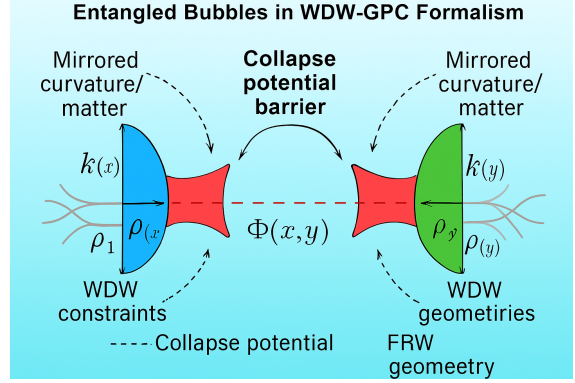 Entangled Bubbles in WDW-GPC Formalism
Mirrored
curvature/
matter
Collapse
potential
barrier
Mirrored
curvature/
matter
k(x)
k(y)
ρ(x
ρ1
Φ(x,y)
ρy
ρ(y)
WDW
constraints
WDW
geometiries
Collapse potential
FRW
geomeetry